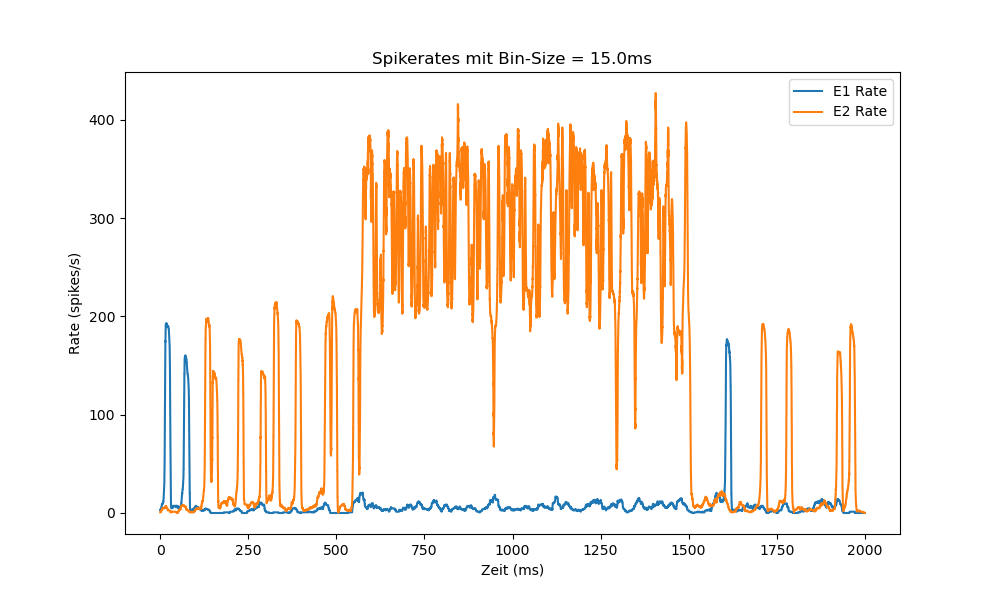 Spikerates mit Bin-Size = 15.0ms
E1 Rate
E2 Rate
Rate (spikes/s)
400
300
200
100
0
0 250 500 750 1000 1250 1500 1750 2000
Zeit (ms)